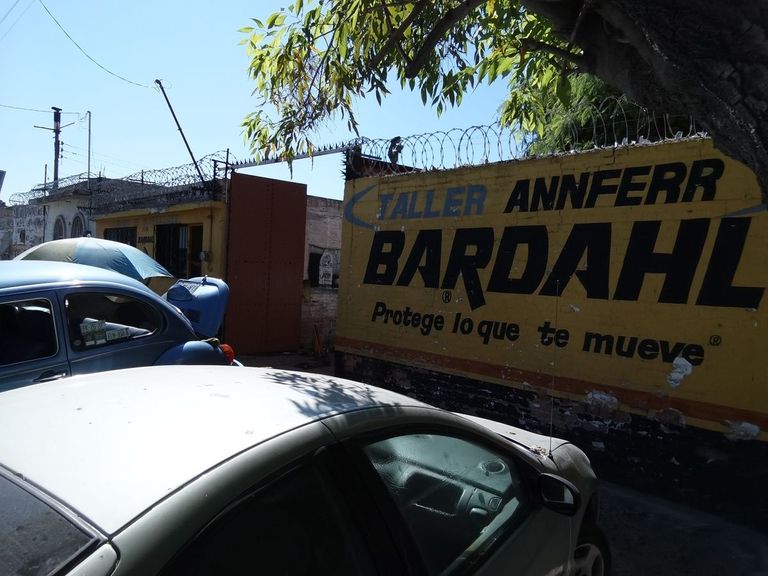 TALLER ANNFERR
BARDAHL®
Protege lo que te mueve®